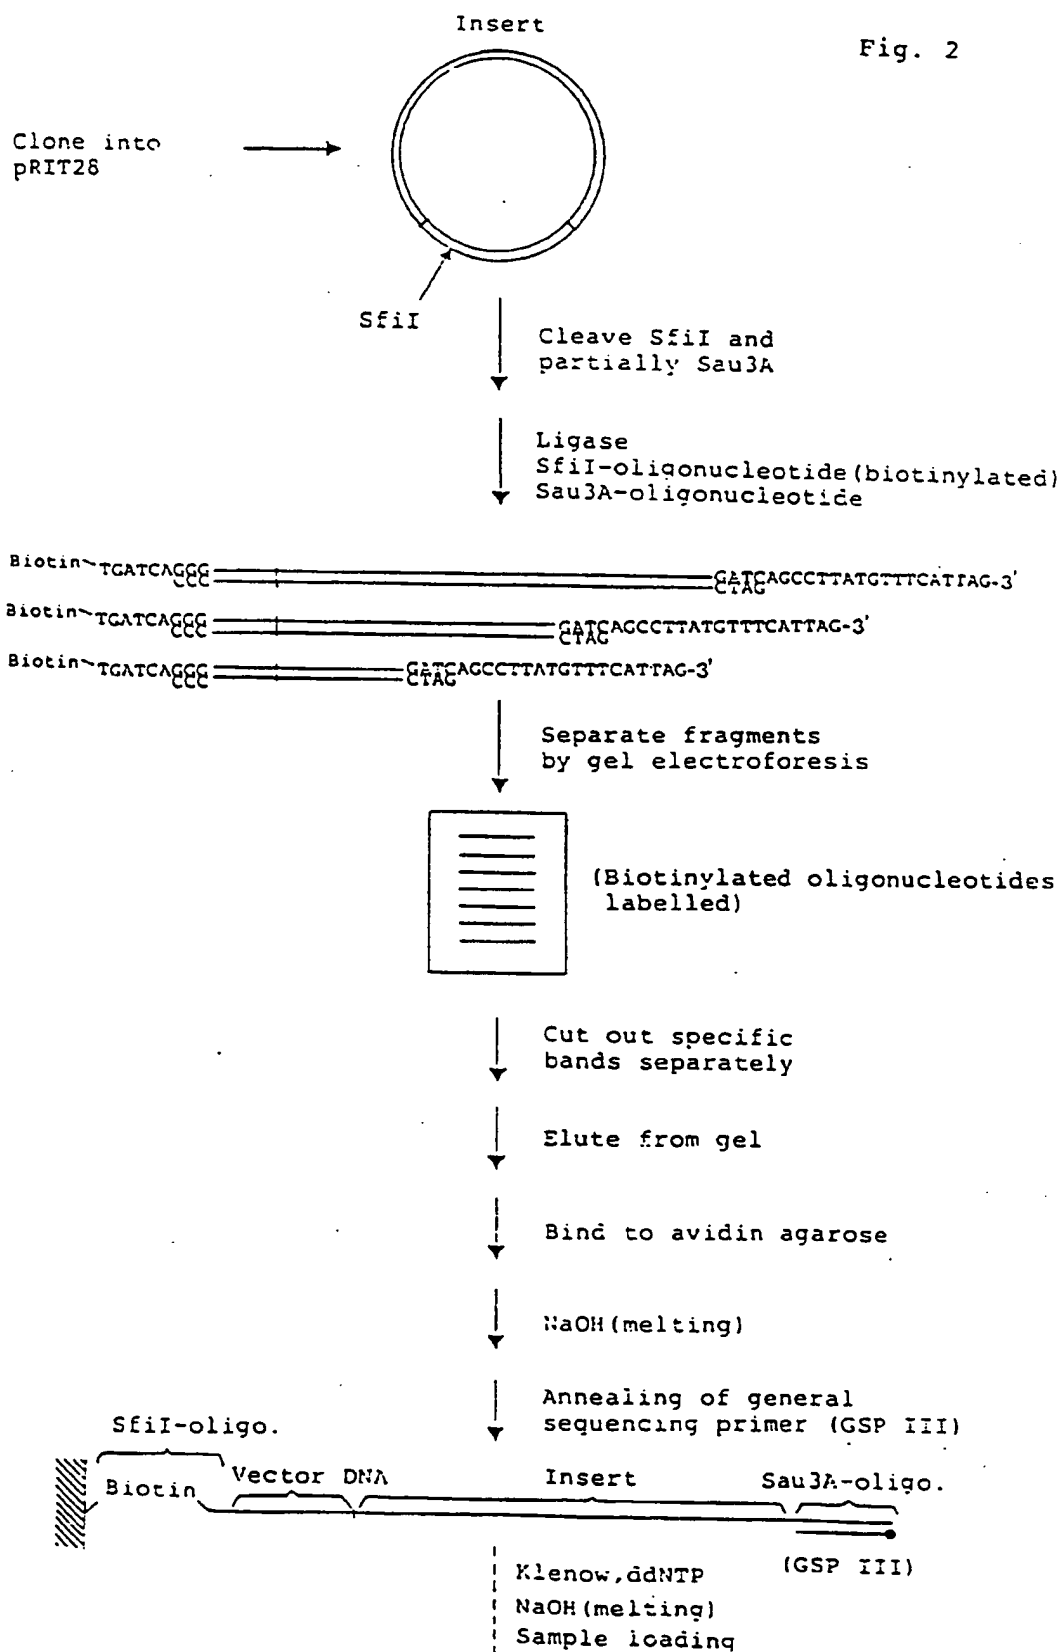 Insert
Fig. 2
Clone into
pRIT28
SfiI
Cleave SfiI and
partially Sau3A
Ligase
SfiI-oligonucleotide(biotinylated)
Sau3A-oligonucleotide
Biotin~TGATCAGGG GATCAGCCTTATGTTTCATTAG-3'
CCC CTAG
Biotin~TGATCAGGG GATCAGCCTTATGTTTCATTAG-3'
CCC CTAG
Biotin~TGATCAGGG GATCAGCCTTATGTTTCATTAG-3'
CCC CTAG
Separate fragments
by gel electroforesis
(Biotinylated oligonucleotides
labelled)
Cut out specific
bands separately
Elute from gel
Bind to avidin agarose
NaOH(melting)
Annealing of general
sequencing primer (GSP III)
SfiI-oligo.
Biotin
Vector DNA
Insert
Sau3A-oligo.
(GSP III)
Klenow,ddNTP
NaOH(melting)
Sample loading